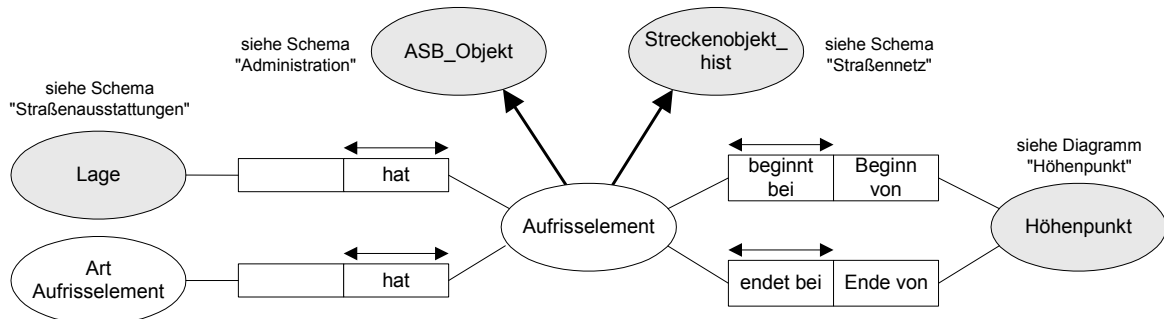 siehe Schema
"Administration"
ASB_Objekt
Streckenobjekt_
hist
siehe Schema
"Straßennetz"
siehe Schema
"Straßenausstattungen"
Lage
hat
beginnt
bei
Beginn
von
siehe Diagramm
"Höhenpunkt"
Aufrisselement
Höhenpunkt
Art
Aufrisselement
hat
endet bei
Ende von